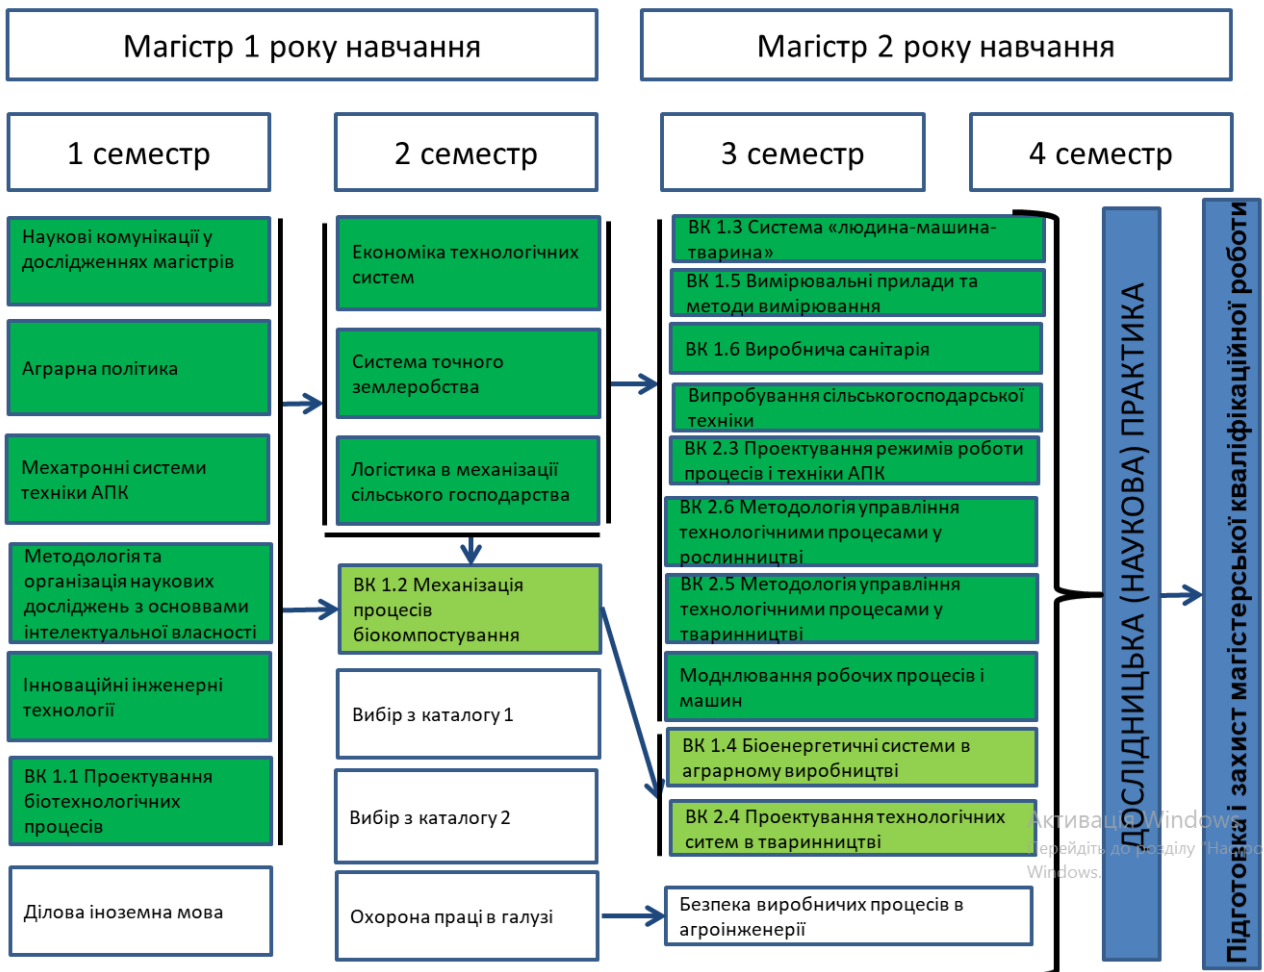 Магістр 1 року навчання
Магістр 2 року навчання
1 семестр
2 семестр
3 семестр
4 семестр
Наукові комунікації у
дослідженнях магістрів
Аграрна політика
Мехатронні системи
техніки АПК
Методологія та
організація наукових
досліджень з основвами
інтелектуальної власності
Інноваційні інженерні
технології
ВК 1.1 Проектування
біотехнологічних
процесів
Ділова іноземна мова
Економіка технологічних
систем
Система точного
землеробства
Логістика в механізації
сільського господарства
ВК 1.2 Механізація
процесів
біокомпостування
Вибір з каталогу 1
Вибір з каталогу 2
Охорона праці в галузі
ВК 1.3 Система «людина-машина-
тварина»
ВК 1.5 Вимірювальні прилади та
методи вимірювання
ВК 1.6 Виробнича санітарія
Випробування сільськогосподарської
техніки
ВК 2.3 Проектування режимів роботи
процесів і техніки АПК
ВК 2.6 Методологія управління
технологічними процесами у
рослинництві
ВК 2.5 Методологія управління
технологічними процесами у
тваринництві
Моднлювання робочих процесів і
машин
ВК 1.4 Біоенергетичні системи в
аграрному виробництві
ВК 2.4 Проектування технологічних
ситем в тваринництві
Безпека виробничих процесів в
агроінженерії
ДОСЛІДНИЦЬКА (НАУКОВА) ПРАКТИКА
Підготовка і захист магістерської кваліфікаційної роботи
Активація Windows
Перейдіть до розділу "Настро
Windows.